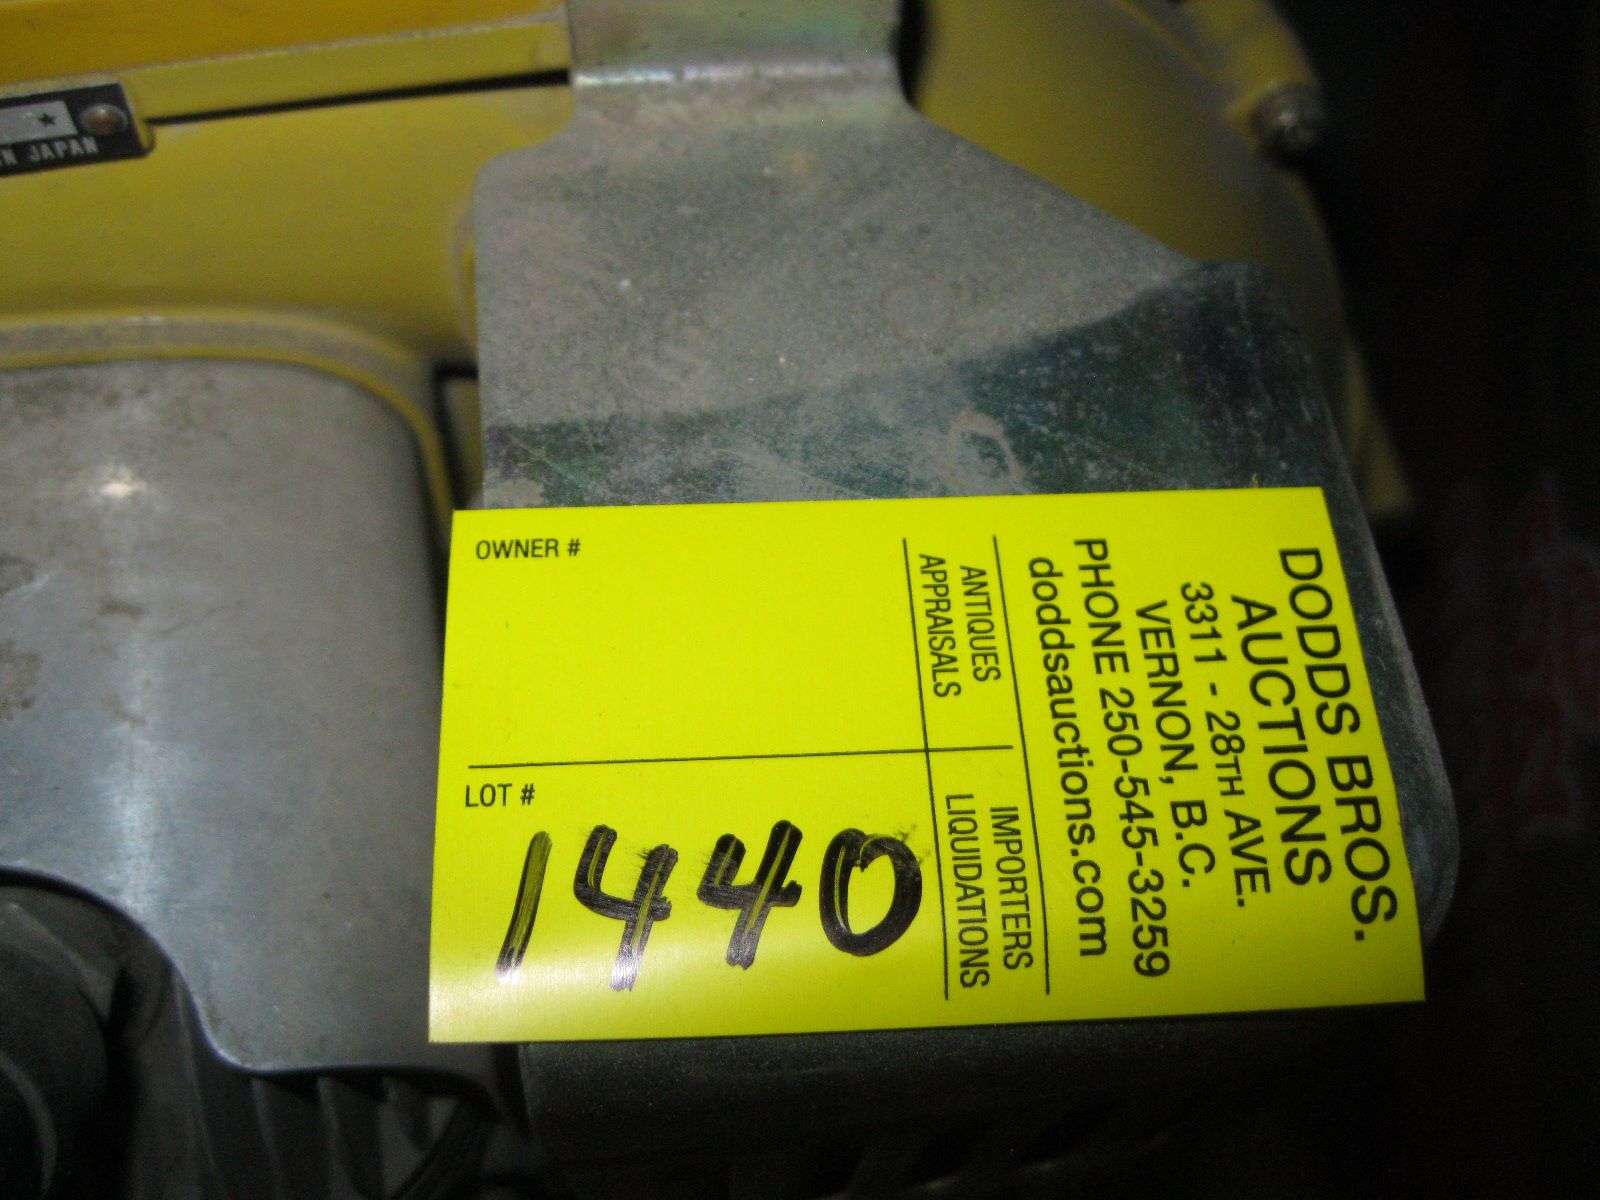 JAPAN
OWNER #
LOT #
1440
ANTIQUES
APPRAISALS
IMPORTERS
LIQUIDATIONS
DODDS BROS.
AUCTIONS
3311 - 28TH AVE.
VERNON, B.C.
PHONE 250-545-3259
doddsauctions.com